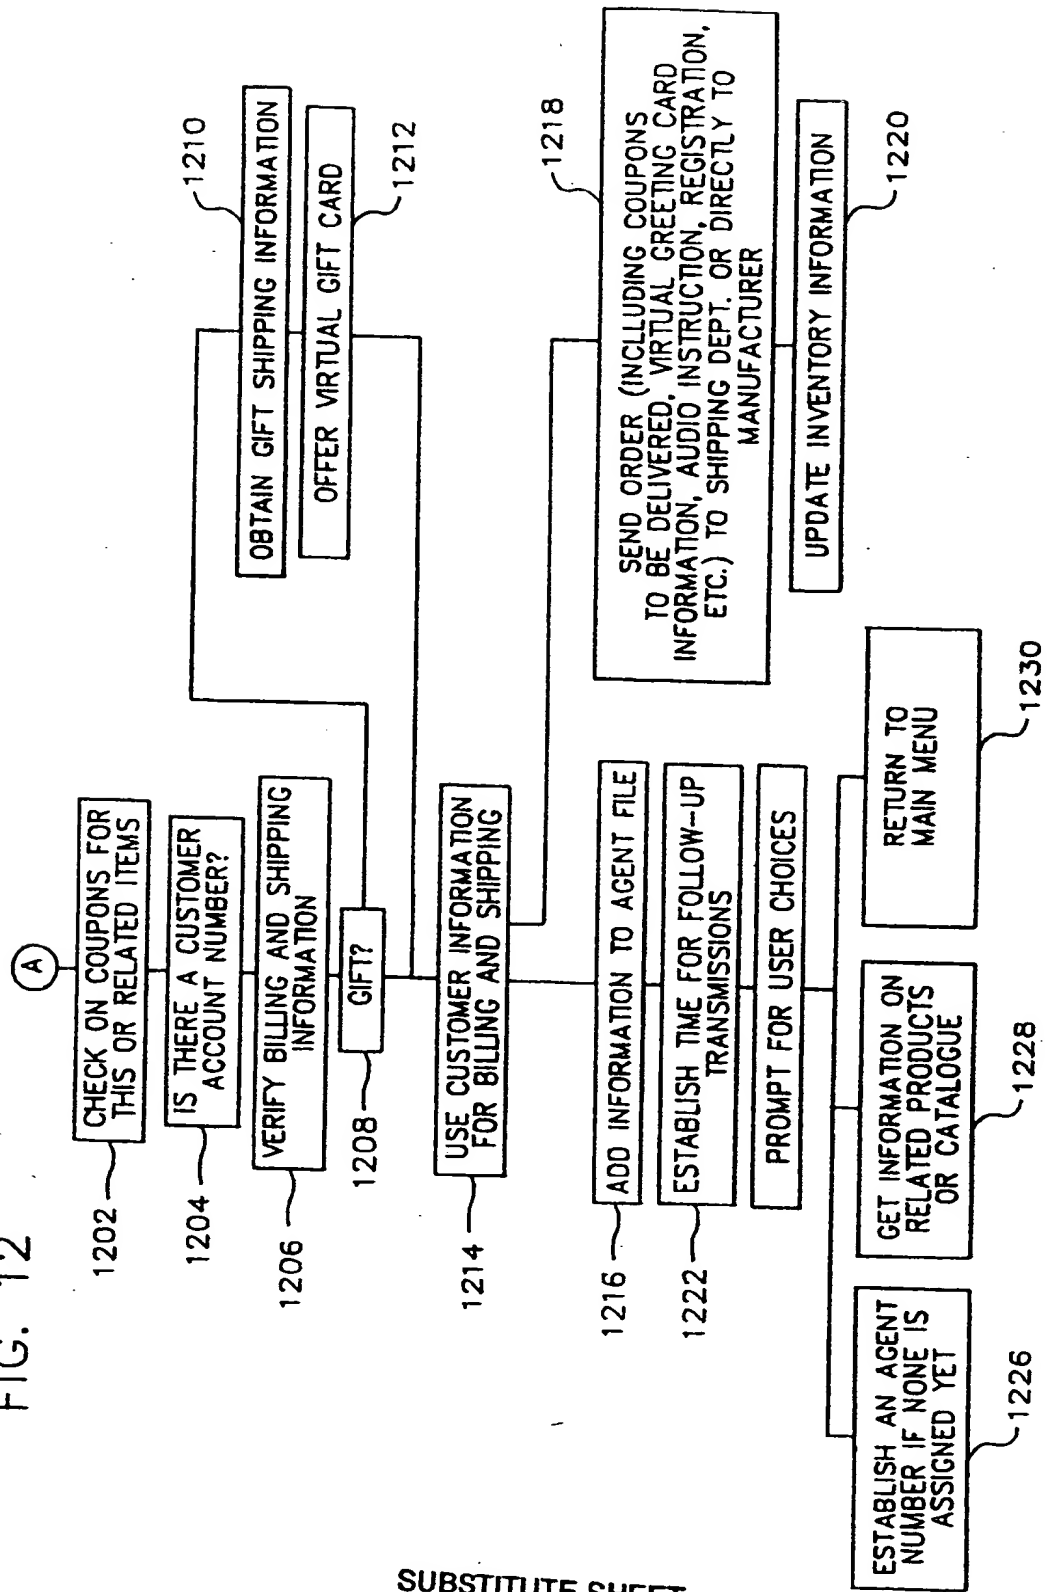 FIG. 12
A
CHECK ON COUPONS FOR
THIS OR RELATED ITEMS
1202
IS THERE A CUSTOMER
ACCOUNT NUMBER?
1204
VERIFY BILLING AND SHIPPING
INFORMATION
1206
GIFT?
1208
OBTAIN GIFT SHIPPING INFORMATION
1210
OFFER VIRTUAL GIFT CARD
1212
USE CUSTOMER INFORMATION
FOR BILLING AND SHIPPING
1214
SEND ORDER (INCLUDING COUPONS
TO BE DELIVERED, VIRTUAL GREETING CARD
INFORMATION, AUDIO INSTRUCTION, REGISTRATION,
ETC.) TO SHIPPING DEPT. OR DIRECTLY TO
MANUFACTURER
1218
UPDATE INVENTORY INFORMATION
1220
ADD INFORMATION TO AGENT FILE
1216
ESTABLISH TIME FOR FOLLOW-UP
TRANSMISSIONS
1222
PROMPT FOR USER CHOICES
ESTABLISH AN AGENT
NUMBER IF NONE IS
ASSIGNED YET
1226
GET INFORMATION ON
RELATED PRODUCTS
OR CATALOGUE
1228
RETURN TO
MAIN MENU
1230
SUBSTITUTE SHEET